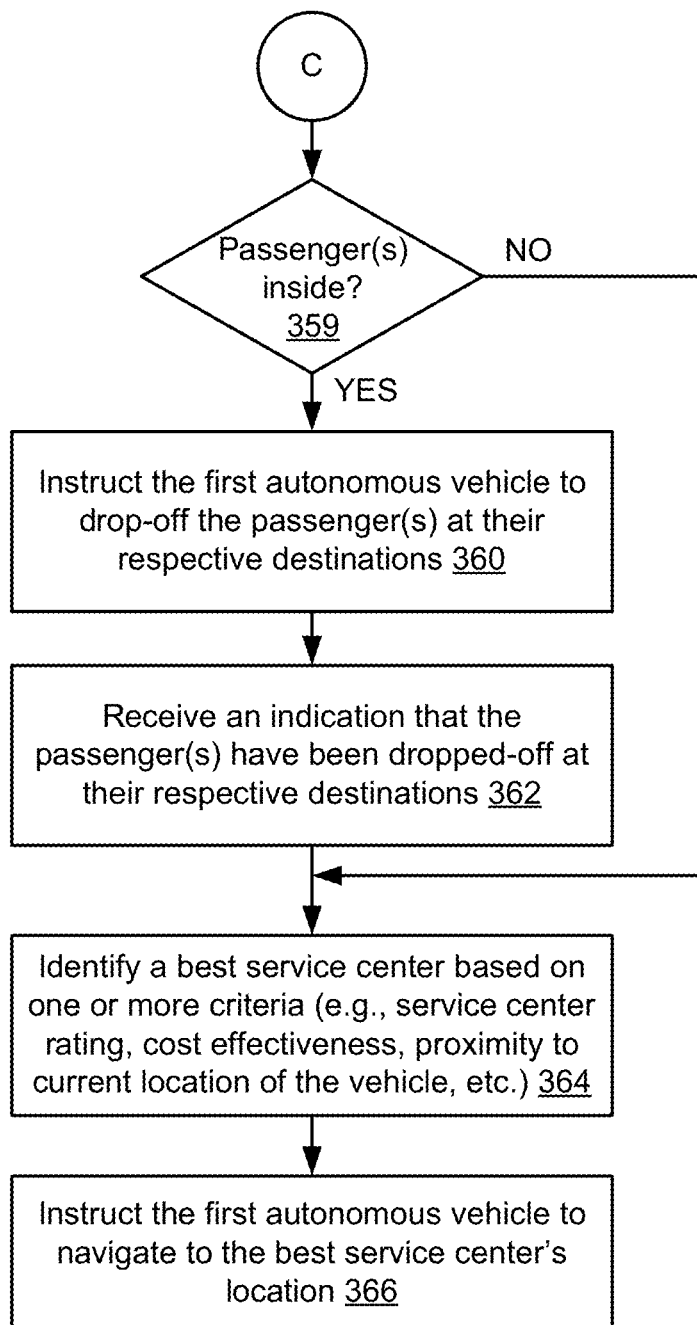 C
Passenger(s)
inside?
359
NO
YES
Instruct the first autonomous vehicle to
drop-off the passenger(s) at their
respective destinations 360
Receive an indication that the
passenger(s) have been dropped-off at
their respective destinations 362
Identify a best service center based on
one or more criteria (e.g., service center
rating, cost effectiveness, proximity to
current location of the vehicle, etc.) 364
Instruct the first autonomous vehicle to
navigate to the best service center's
location 366